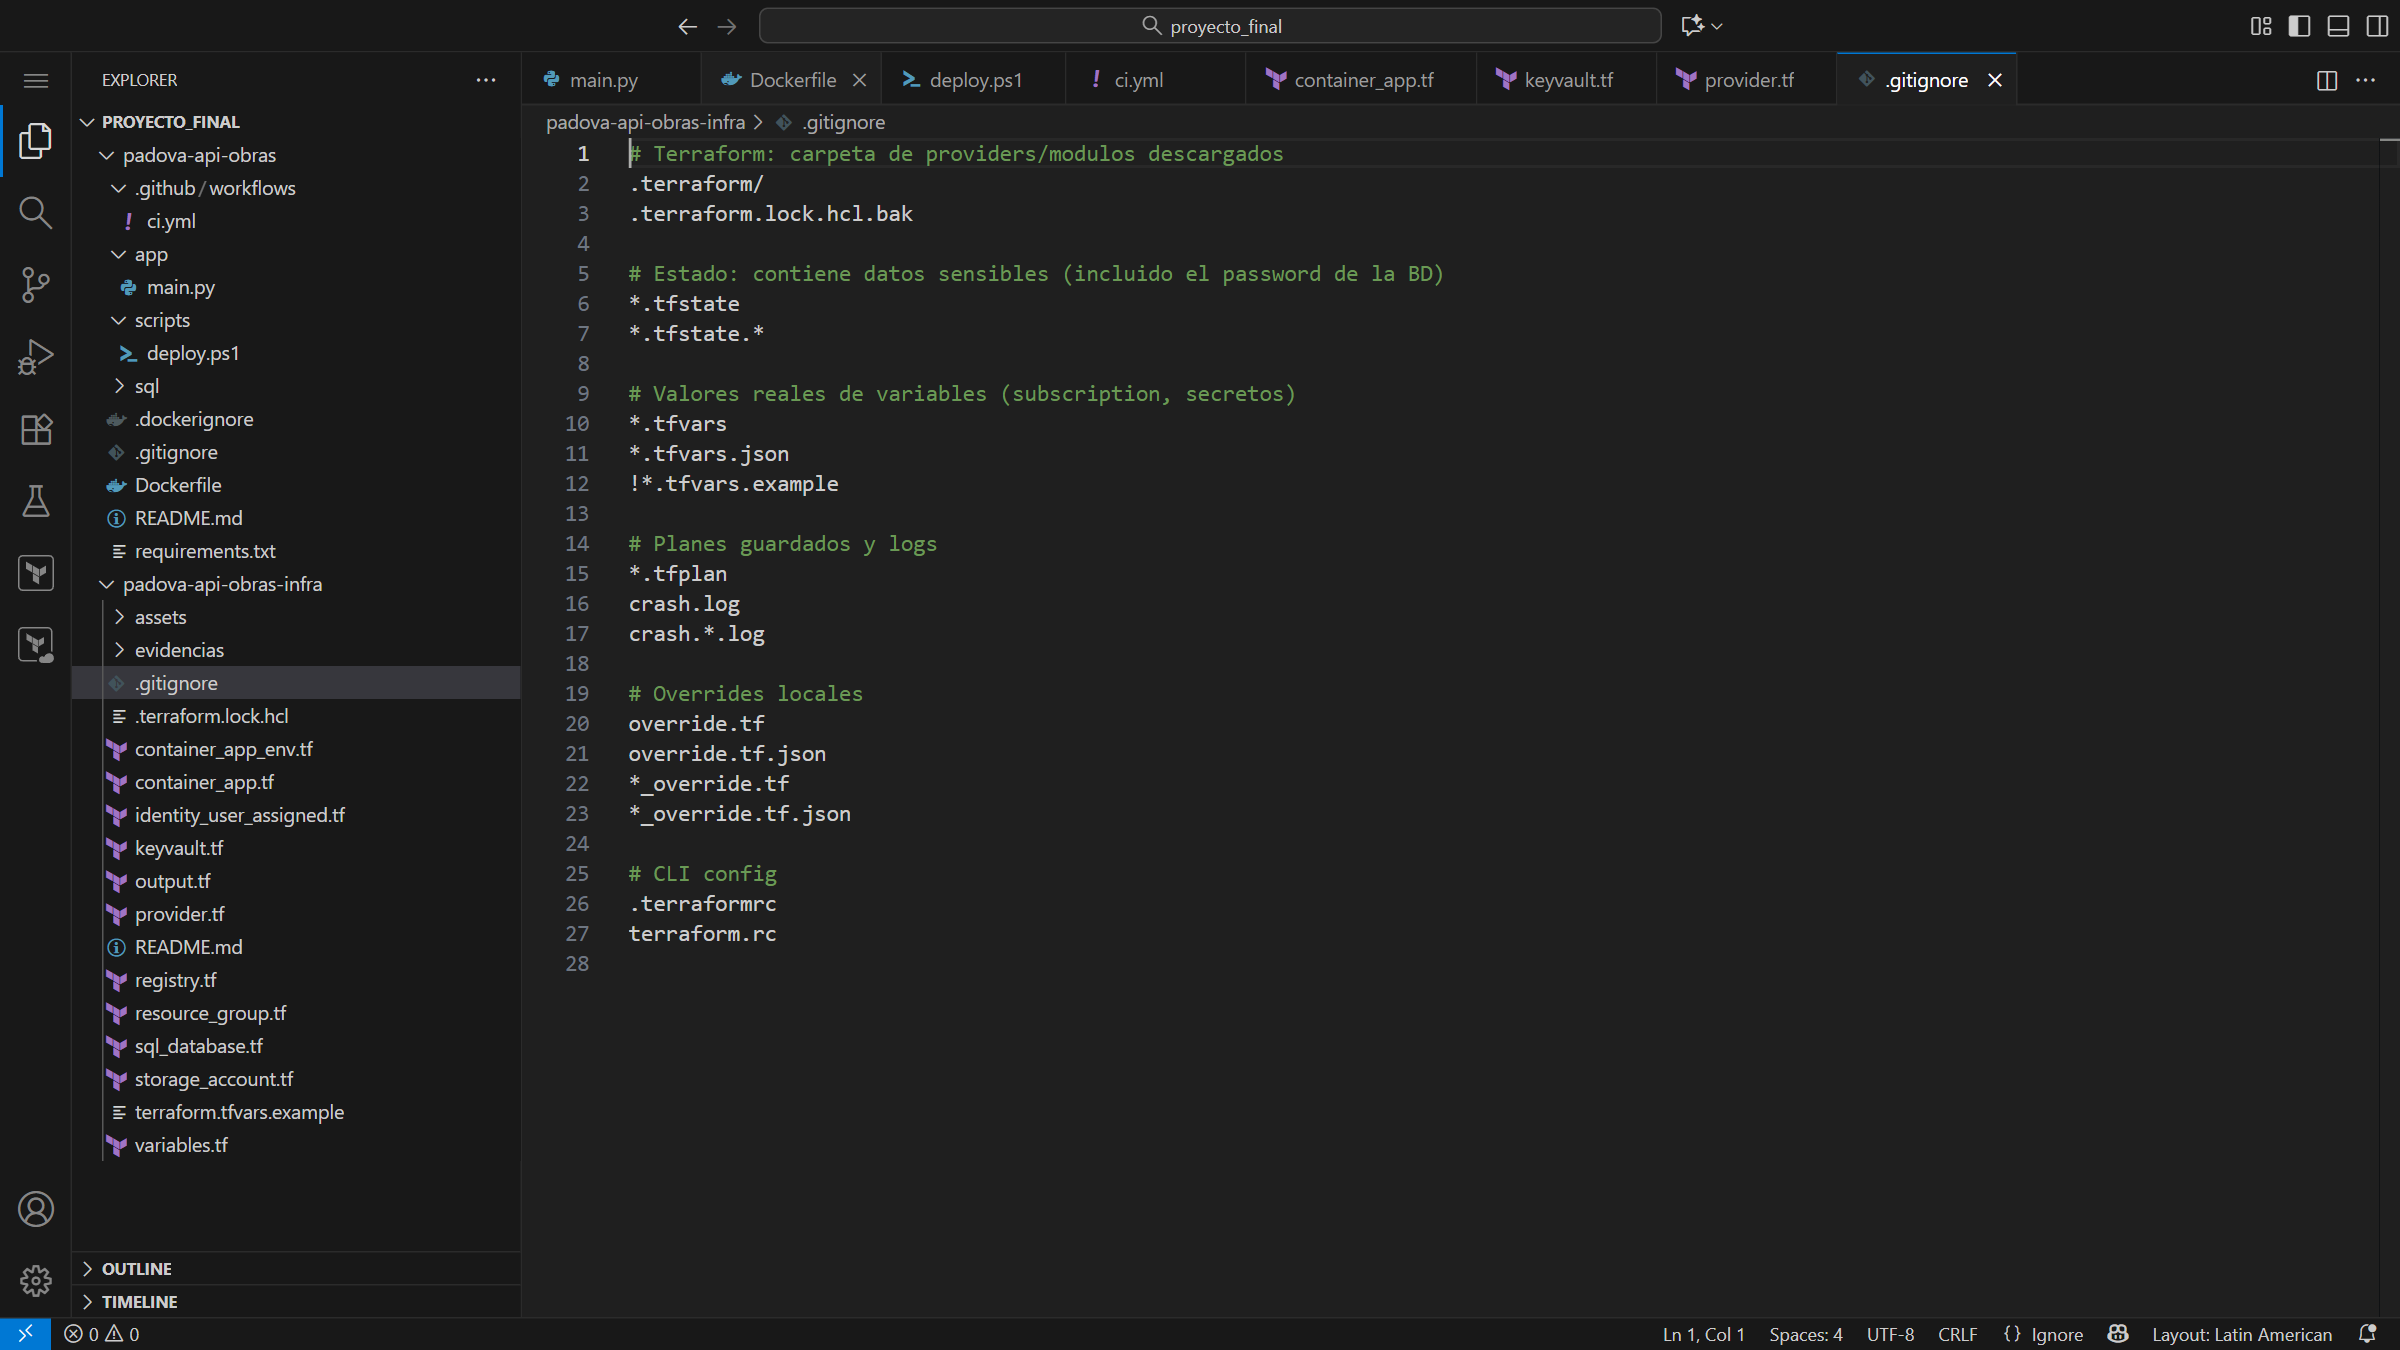 proyecto_final
EXPLORER
PROYECTO_FINAL
padova-api-obras
.github/workflows
ci.yml
app
main.py
scripts
deploy.ps1
sql
.dockerignore
.gitignore
Dockerfile
README.md
requirements.txt
padova-api-obras-infra
assets
evidencias
.gitignore
.terraform.lock.hcl
container_app_env.tf
container_app.tf
identity_user_assigned.tf
keyvault.tf
output.tf
provider.tf
README.md
registry.tf
resource_group.tf
sql_database.tf
storage_account.tf
terraform.tfvars.example
variables.tf
OUTLINE
TIMELINE
main.py Dockerfile deploy.ps1 ci.yml container_app.tf keyvault.tf provider.tf .gitignore
padova-api-obras-infra > .gitignore
1 # Terraform: carpeta de providers/modulos descargados
2 .terraform/
3 .terraform.lock.hcl.bak
4
5 # Estado: contiene datos sensibles (incluido el password de la BD)
6 *.tfstate
7 *.tfstate.*
8
9 # Valores reales de variables (subscription, secretos)
10 *.tfvars
11 *.tfvars.json
12 !*.tfvars.example
13
14 # Planes guardados y logs
15 *.tfplan
16 crash.log
17 crash.*.log
18
19 # Overrides locales
20 override.tf
21 override.tf.json
22 *_override.tf
23 *_override.tf.json
24
25 # CLI config
26 .terraformrc
27 terraform.rc
28
0 0 Ln 1, Col 1 Spaces: 4 UTF-8 CRLF {} Ignore Layout: Latin American